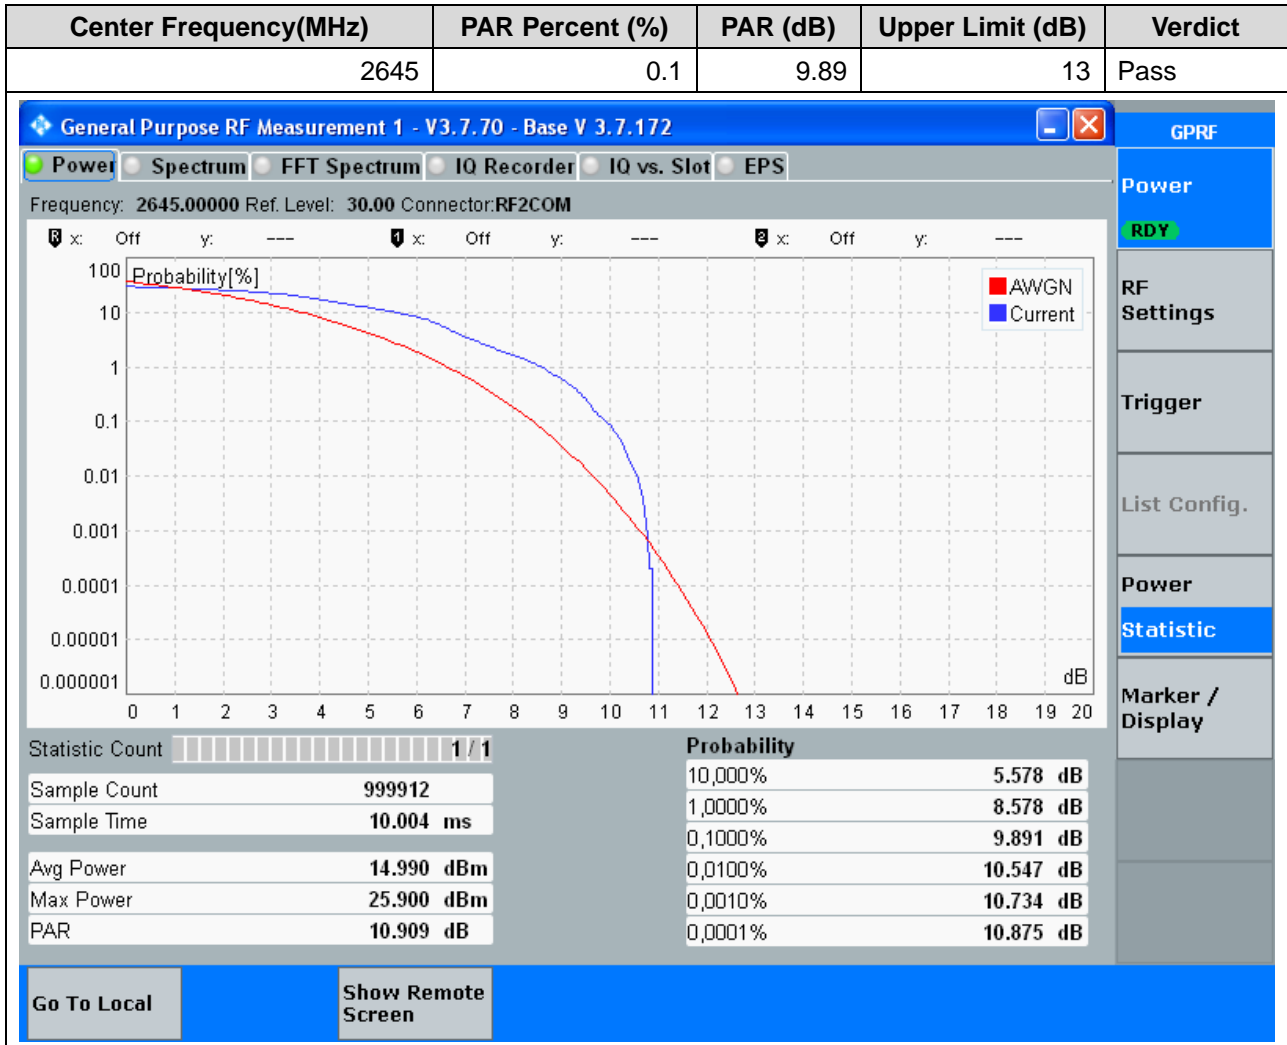 Center Frequency(MHz) PAR Percent (%) PAR (dB) Upper Limit (dB) Verdict
2645 0.1 9.89 13 Pass
General Purpose RF Measurement 1 - V3.7.70 - Base V 3.7.172
GPRF
Power Spectrum FFT Spectrum IQ Recorder IQ vs. Slot EPS
Power
RDY
Frequency: 2645.00000 Ref. Level: 30.00 Connector:RF2COM
R x: Off y: --- 1 x: Off y: --- 2 x: Off y: ---
Probability[%]
AWGN
Current
100
10
1
0.1
0.01
0.001
0.0001
0.00001
0.000001
dB
0 1 2 3 4 5 6 7 8 9 10 11 12 13 14 15 16 17 18 19 20
RF
Settings
Trigger
List Config.
Power
Statistic
Marker /
Display
Statistic Count 1 / 1
Sample Count 999912
Sample Time 10.004 ms
Avg Power 14.990 dBm
Max Power 25.900 dBm
PAR 10.909 dB
Probability
10,000% 5.578 dB
1,0000% 8.578 dB
0,1000% 9.891 dB
0,0100% 10.547 dB
0,0010% 10.734 dB
0,0001% 10.875 dB
Go To Local
Show Remote
Screen